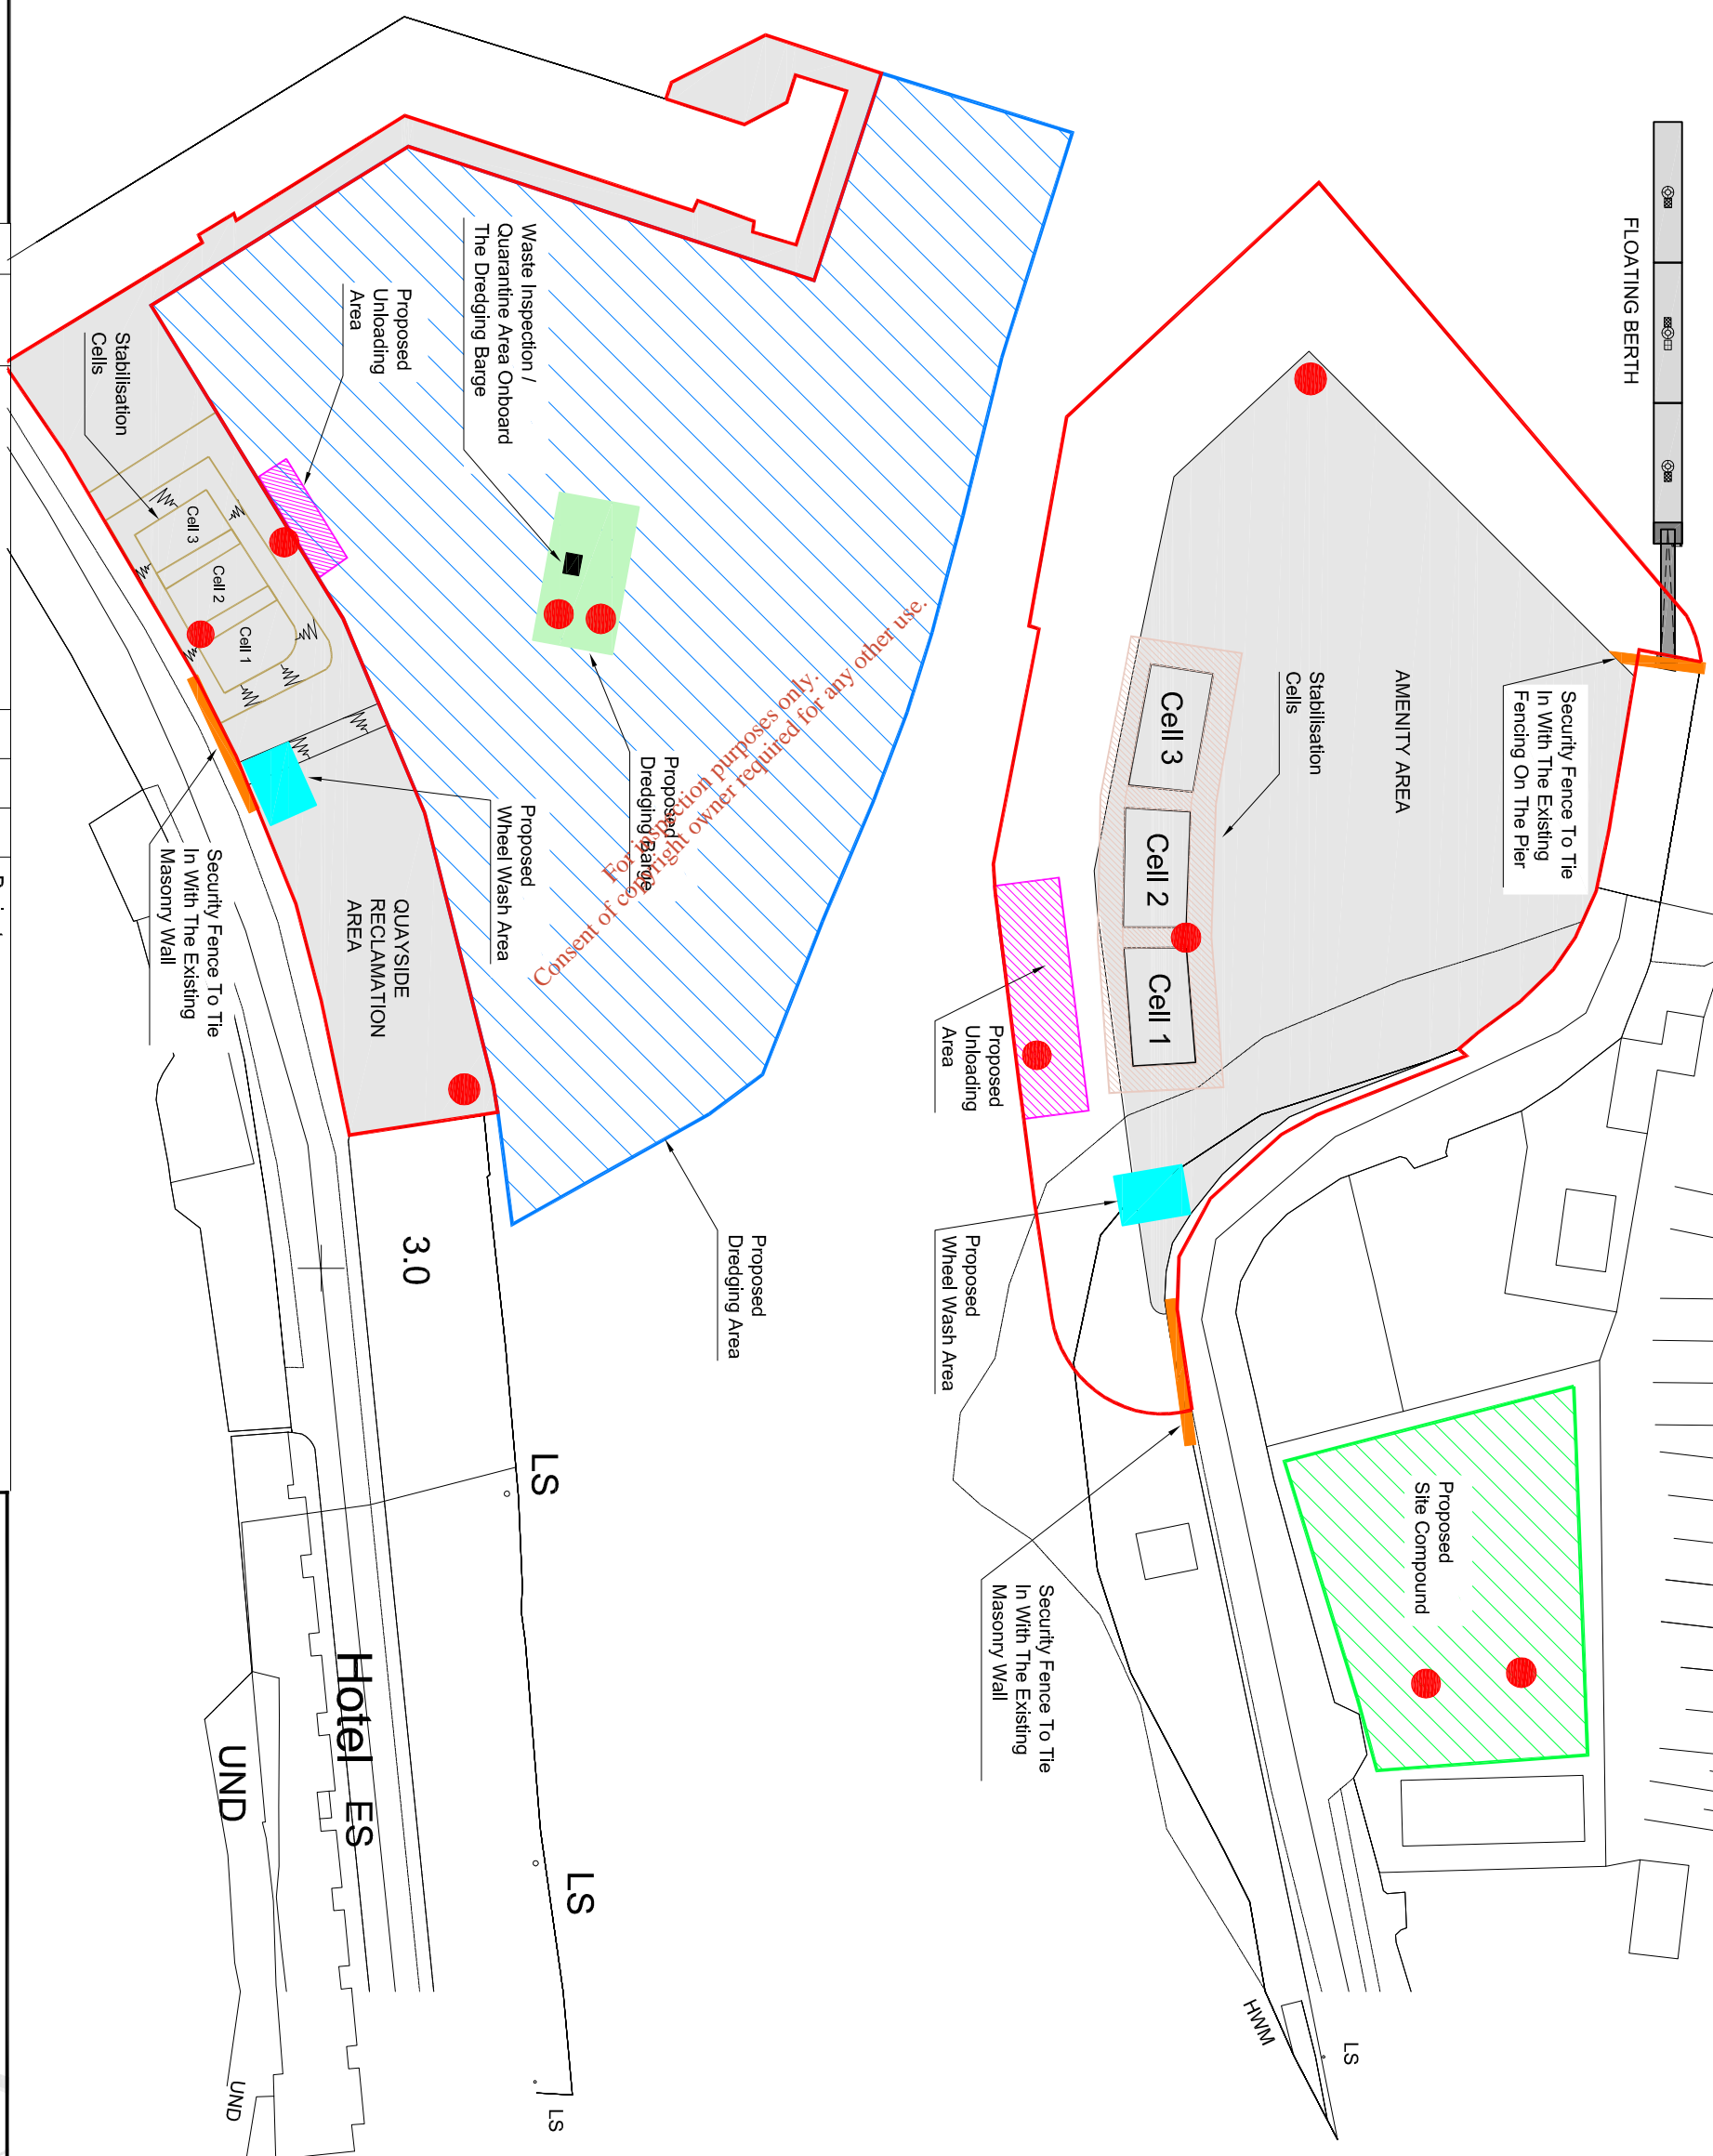 FLOATING BERTH
Security Fence To Tie
In With The Existing
Fencing On The Pier
AMENITY AREA
Stabilisation
Cells
Cell 3
Cell 2
Cell 1
Proposed
Unloading
Area
Proposed
Wheel Wash Area
Proposed
Site Compound
Security Fence To Tie
In With The Existing
Masonry Wall
HWM
LS
Waste Inspection /
Quarantine Area Onboard
The Dredging Barge
Proposed
Unloading
Area
Stabilisation
Cells
Cell 3
Cell 2
Cell 1
Proposed
Dredging Barge
Proposed
Wheel Wash Area
QUAYSIDE
RECLAMATION
AREA
Security Fence To Tie
In With The Existing
Masonry Wall
Proposed
Dredging Area
3.0
LS
LS
LS
Hotel
ES
UND
UND
For inspection purposes only.
Consent of copyright owner required for any other use.